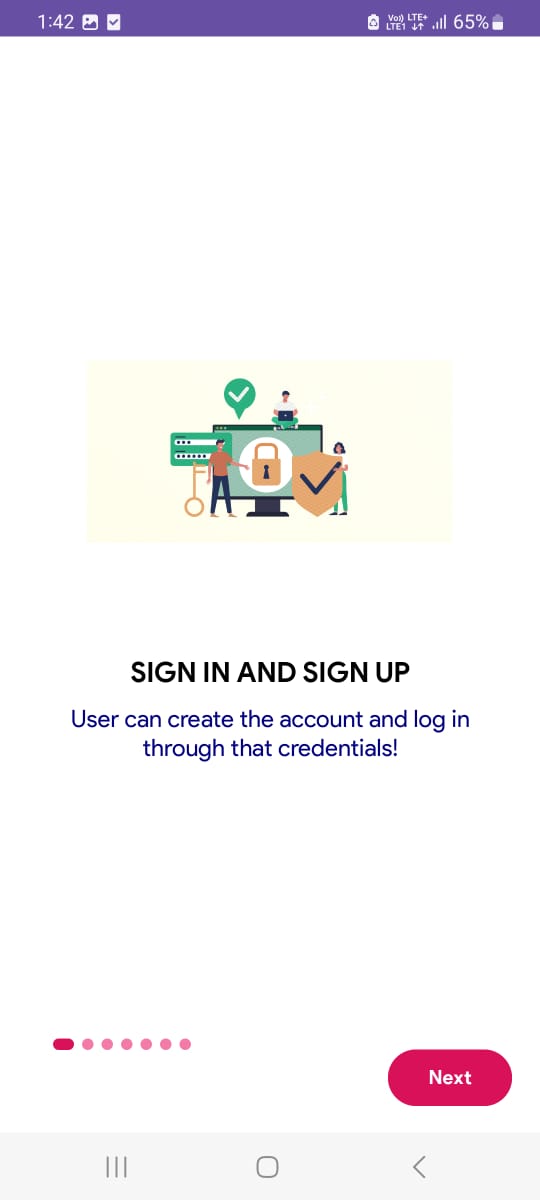 1:42
Vo)) LTE+
LTE1
65%
SIGN IN AND SIGN UP
User can create the account and log in
through that credentials!
Next